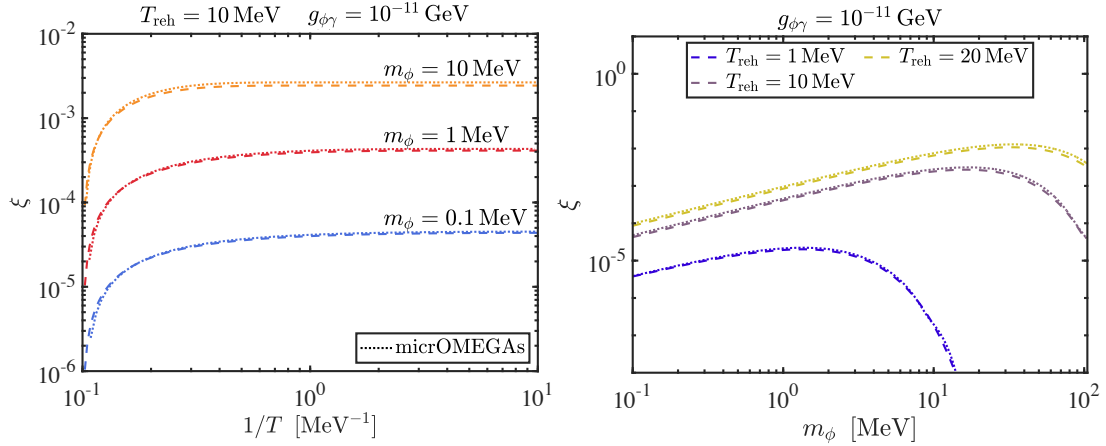 T_reh = 10 MeV g_ϕγ = 10^−11 GeV
10^-2
10^-3
10^-4
10^-5
10^-6
ξ
m_ϕ = 10 MeV
m_ϕ = 1 MeV
m_ϕ = 0.1 MeV
micrOMEGAs
10^-1 10^0 10^1
1/T [MeV^−1]
g_ϕγ = 10^−11 GeV
T_reh = 1 MeV T_reh = 20 MeV
T_reh = 10 MeV
10^0
10^-5
ξ
10^-1 10^0 10^1 10^2
m_ϕ [MeV]